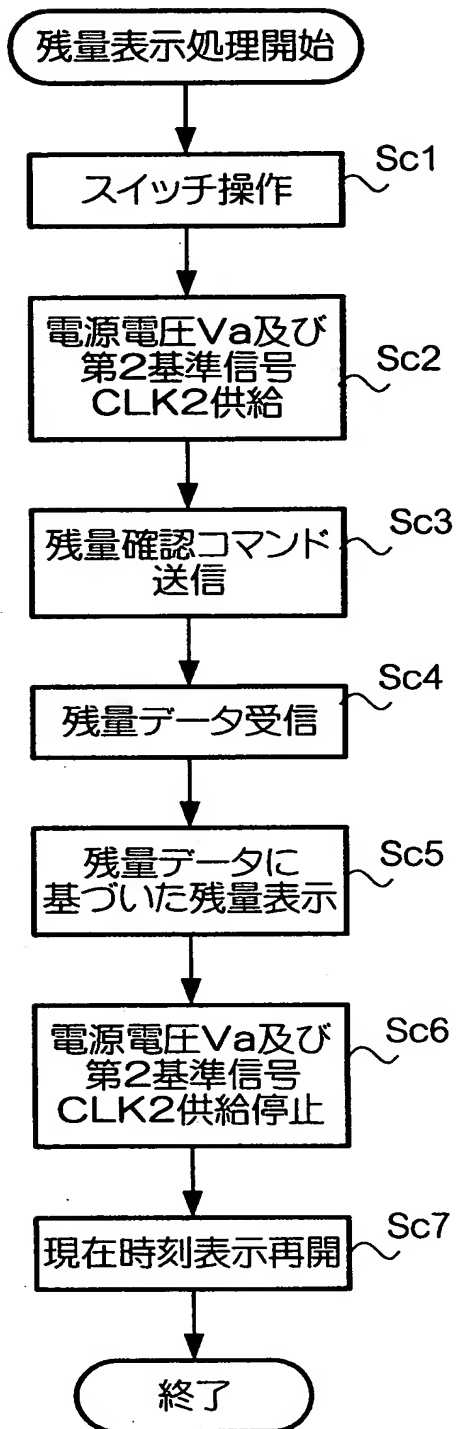 残量表示処理開始
Sc1
スイッチ操作
電源電圧Va及び
第2基準信号
CLK2供給
Sc2
残量確認コマンド
送信
Sc3
Sc4
残量データ受信
残量データに
基づいた残量表示
Sc5
電源電圧Va及び
第2基準信号
CLK2供給停止
Sc6
現在時刻表示再開
Sc7
終了